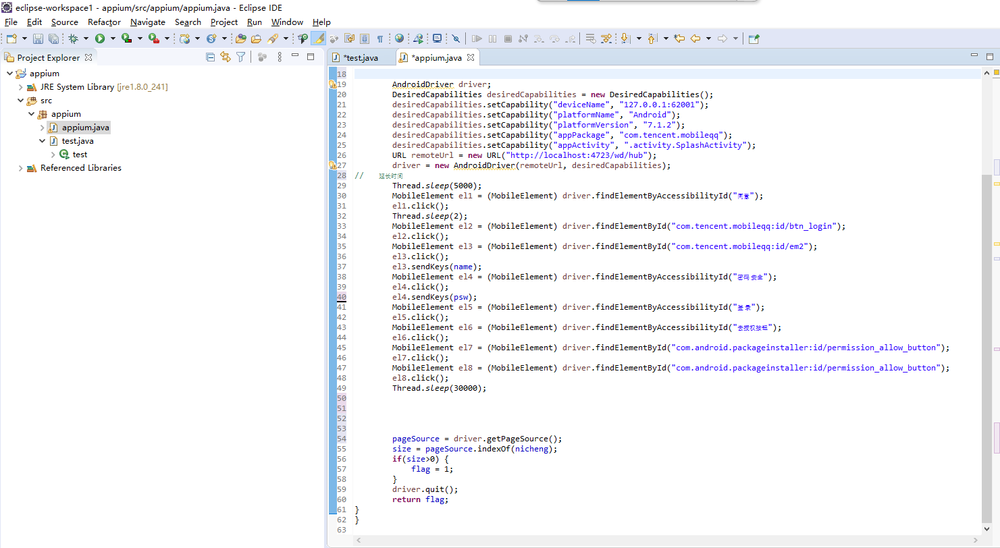 eclipse-workspace1 - appium/src/appium/appium.java - Eclipse IDE
File Edit Source Refactor Navigate Search Project Run Window Help
Project Explorer
*test.java
*appium.java
appium
JRE System Library [jre1.8.0_241]
src
appium
appium.java
test.java
test
Referenced Libraries
18
19 AndroidDriver driver;
20 DesiredCapabilities desiredCapabilities = new DesiredCapabilities();
21 desiredCapabilities.setCapability("deviceName", "127.0.0.1:62001");
22 desiredCapabilities.setCapability("platformName", "Android");
23 desiredCapabilities.setCapability("platformVersion", "7.1.2");
24 desiredCapabilities.setCapability("appPackage", "com.tencent.mobileqq");
25 desiredCapabilities.setCapability("appActivity", ".activity.SplashActivity");
26 URL remoteUrl = new URL("http://localhost:4723/wd/hub");
27 driver = new AndroidDriver(remoteUrl, desiredCapabilities);
28 // 延长时间
29 Thread.sleep(5000);
30 MobileElement el1 = (MobileElement) driver.findElementByAccessibilityId("同意");
31 el1.click();
32 Thread.sleep(2);
33 MobileElement el2 = (MobileElement) driver.findElementById("com.tencent.mobileqq:id/btn_login");
34 el2.click();
35 MobileElement el3 = (MobileElement) driver.findElementById("com.tencent.mobileqq:id/em2");
36 el3.click();
37 el3.sendKeys(name);
38 MobileElement el4 = (MobileElement) driver.findElementByAccessibilityId("密码 安全");
39 el4.click();
40 el4.sendKeys(psw);
41 MobileElement el5 = (MobileElement) driver.findElementByAccessibilityId("登 录");
42 el5.click();
43 MobileElement el6 = (MobileElement) driver.findElementByAccessibilityId("去授权按钮");
44 el6.click();
45 MobileElement el7 = (MobileElement) driver.findElementById("com.android.packageinstaller:id/permission_allow_button");
46 el7.click();
47 MobileElement el8 = (MobileElement) driver.findElementById("com.android.packageinstaller:id/permission_allow_button");
48 el8.click();
49 Thread.sleep(30000);
50
51
52
53
54 pageSource = driver.getPageSource();
55 size = pageSource.indexOf(nicheng);
56 if(size>0) {
57 flag = 1;
58 }
59 driver.quit();
60 return flag;
61 }
62 }
63